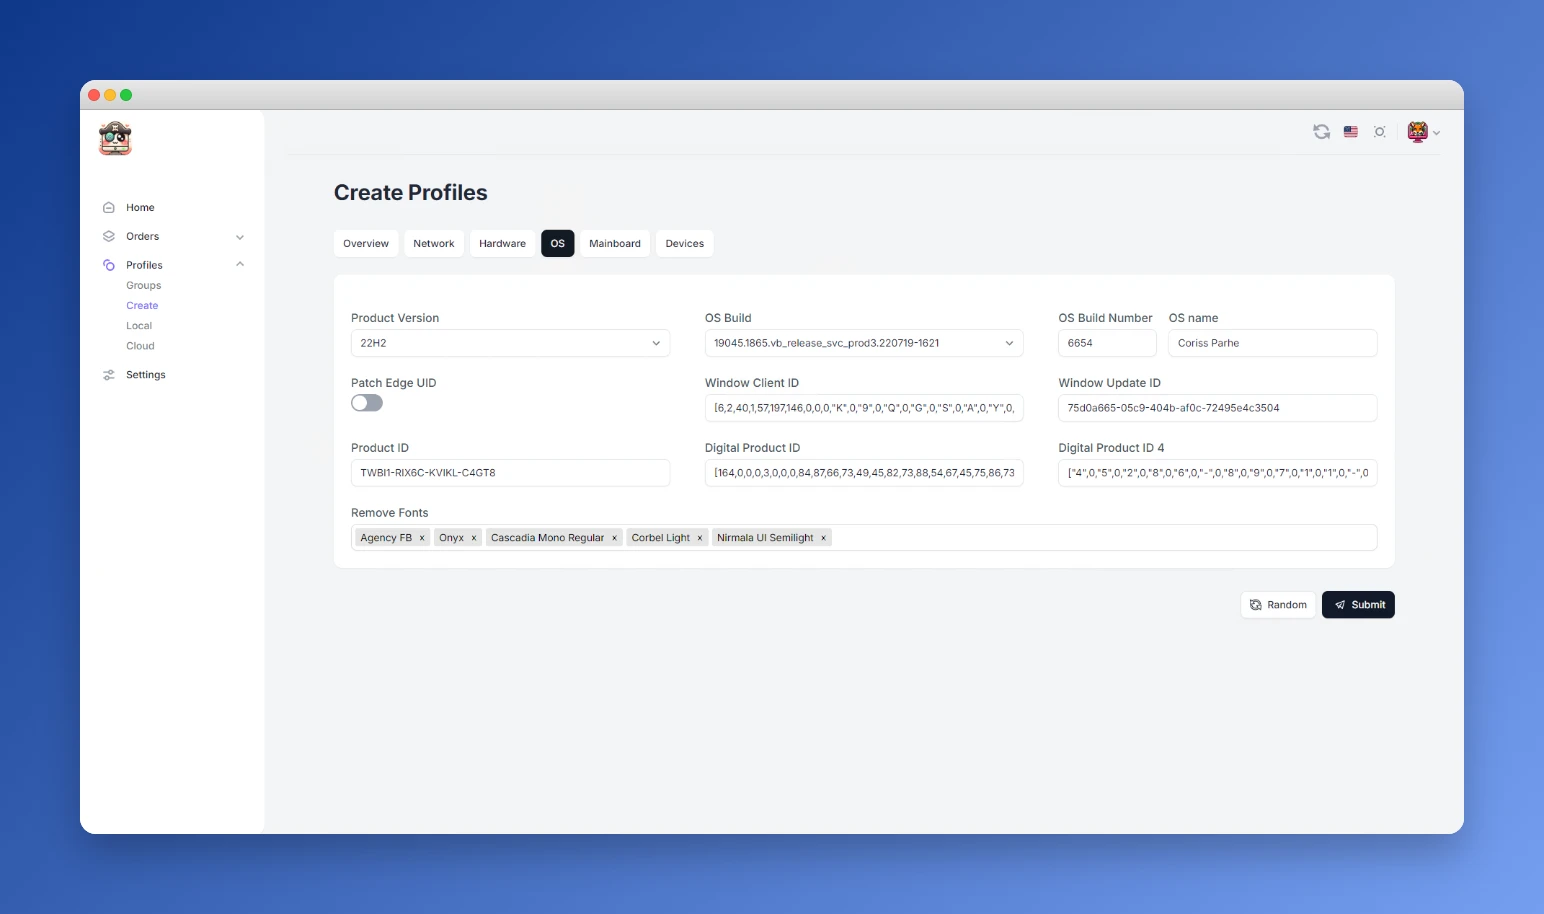 Home
Orders
Profiles
Groups
Create
Local
Cloud
Settings
Create Profiles
Overview Network Hardware OS Mainboard Devices
Product Version OS Build OS Build Number OS name
22H2 19045.1865.vb_release_svc_prod3.220719-1621 6654 Coriss Parhe
Patch Edge UID Window Client ID Window Update ID
[6,2,40,1,57,197,146,0,0,0,"K",0,"9",0,"Q",0,"G",0,"S",0,"A",0,"Y",0, 75d0a665-05c9-404b-af0c-72495e4c3504
Product ID Digital Product ID Digital Product ID 4
TWBI1-RIX6C-KVIKL-C4GT8 [164,0,0,0,3,0,0,0,84,87,66,73,49,45,82,73,88,54,67,45,75,86,73 ["4",0,"5",0,"2",0,"8",0,"6",0,"-",0,"8",0,"9",0,"7",0,"1",0,"1",0,"-",0
Remove Fonts
Agency FB x Onyx x Cascadia Mono Regular x Corbel Light x Nirmala UI Semilight x
Random Submit